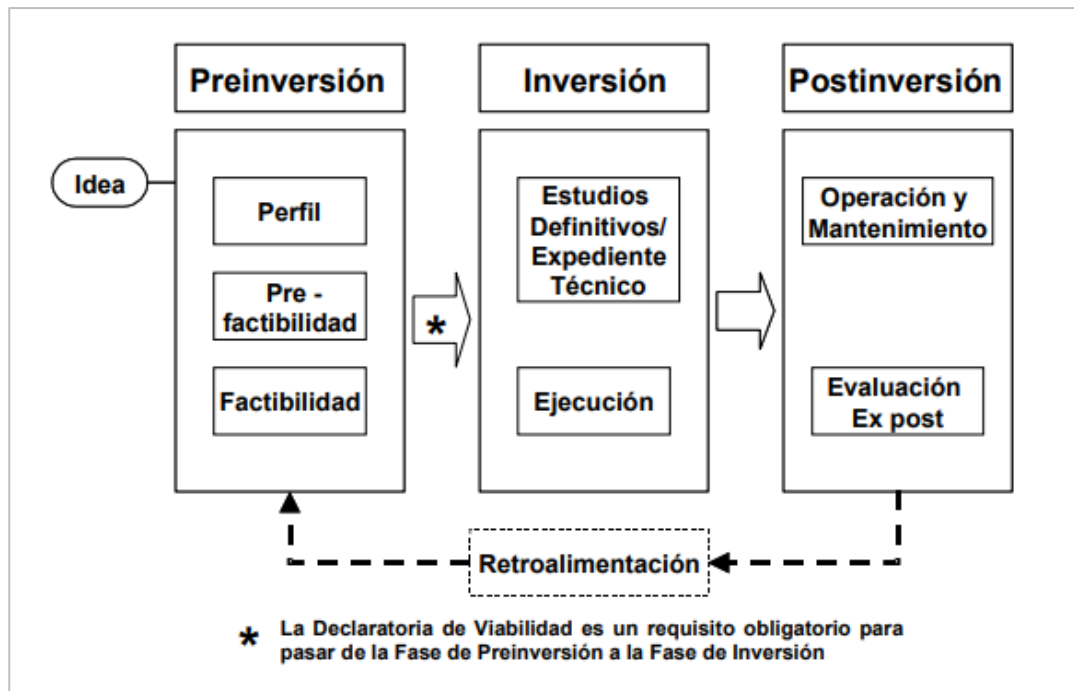 Preinversión
Inversión
Postinversión
Idea
Perfil
Pre -
factibilidad
Factibilidad
*
Estudios
Definitivos/
Expediente
Técnico
Ejecución
Operación y
Mantenimiento
Evaluación
Ex post
Retroalimentación
* La Declaratoria de Viabilidad es un requisito obligatorio para
pasar de la Fase de Preinversión a la Fase de Inversión